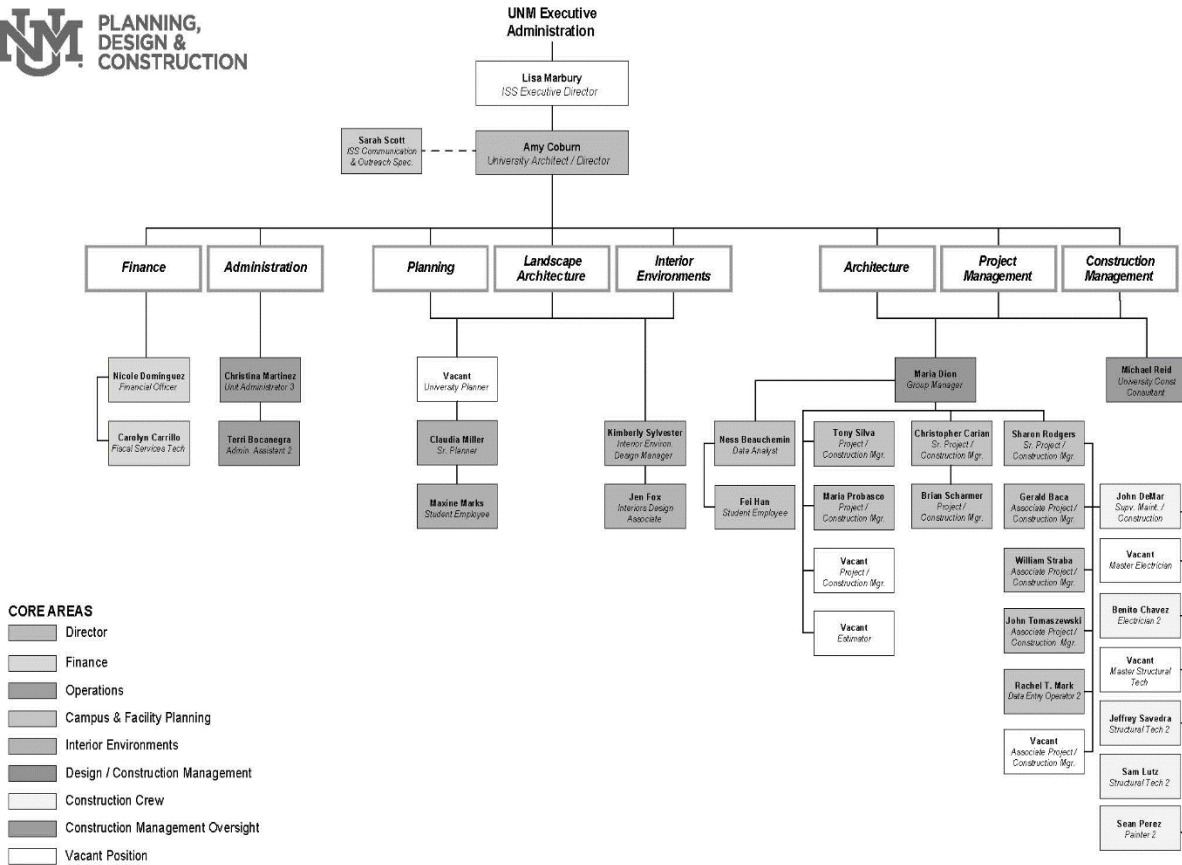 UNM
PLANNING,
DESIGN &
CONSTRUCTION
UNM Executive
Administration
Lisa Marbury
ISS Executive Director
Sarah Scott
ISS Communication
& Outreach Spec.
Amy Coburn
University Architect / Director
Finance
Administration
Planning
Landscape
Architecture
Interior
Environments
Architecture
Project
Management
Construction
Management
Nicole Dominguez
Financial Officer
Carolyn Carrillo
Fiscal Services Tech
Christina Martinez
Unit Administrator 3
Terri Bocanegra
Admin. Assistant 2
Vacant
University Planner
Claudia Miller
Sr. Planner
Maxine Marks
Student Employee
Kimberly Sylvester
Interior Environ.
Design Manager
Jen Fox
Interiors Design
Associate
Maria Dion
Group Manager
Michael Reid
University Const
Consultant
Ness Beauchemin
Data Analyst
Fei Han
Student Employee
Tony Silva
Project /
Construction Mgr.
Maria Probasco
Project /
Construction Mgr.
Vacant
Project /
Construction Mgr.
Vacant
Estimator
Christopher Carian
Sr. Project /
Construction Mgr.
Brian Scharmer
Project /
Construction Mgr.
Sharon Rodgers
Sr. Project /
Construction Mgr.
Gerald Baca
Associate Project /
Construction Mgr.
William Straba
Associate Project /
Construction Mgr.
John Tomaszewski
Associate Project /
Construction Mgr.
Rachel T. Mark
Data Entry Operator 2
Vacant
Associate Project /
Construction Mgr.
John DeMar
Supv. Maint. /
Construction
Vacant
Master Electrician
Benito Chavez
Electrician 2
Vacant
Master Structural
Tech
Jeffrey Savedra
Structural Tech 2
Sam Lutz
Structural Tech 2
Sean Perez
Painter 2
CORE AREAS
Director
Finance
Operations
Campus & Facility Planning
Interior Environments
Design / Construction Management
Construction Crew
Construction Management Oversight
Vacant Position